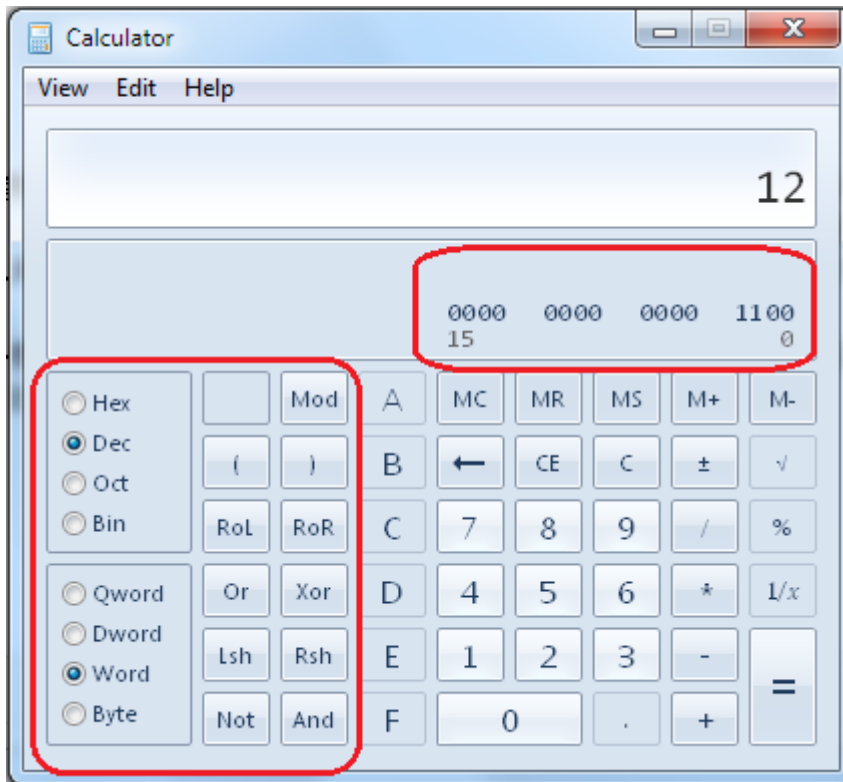 Calculator
View Edit Help
12
0000 0000 0000 1100
15 0
Hex
Dec
Oct
Bin
Qword
Dword
Word
Byte
Mod A MC MR MS M+ M-
( ) B ← CE C ± √
RoL RoR C 7 8 9 / %
Or Xor D 4 5 6 * 1/x
Lsh Rsh E 1 2 3 - =
Not And F 0 . +